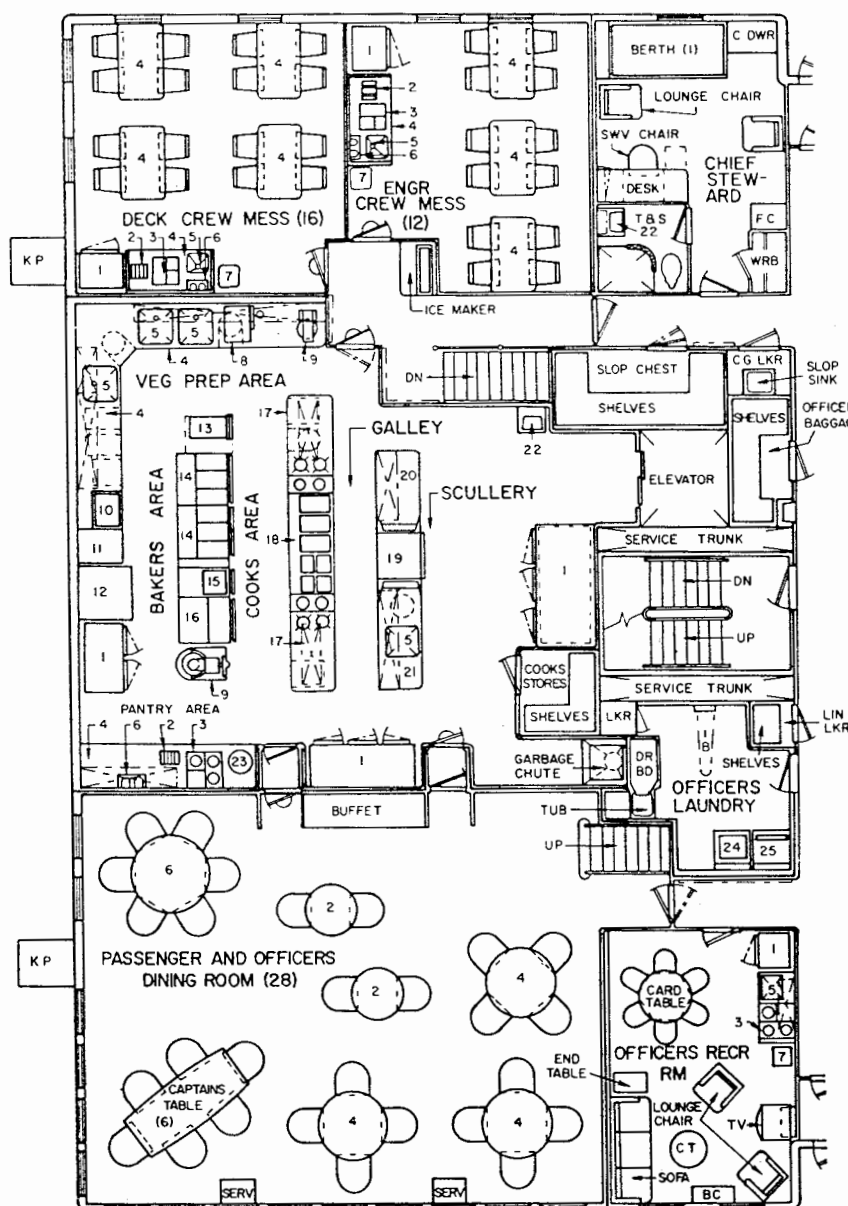 4
4
1
2
3
4
5
6
4
BERTH (1)
C DWR
LOUNGE CHAIR
SWV CHAIR
CHIEF
STEW-
ARD
DESK
T&S
22
FC
WRB
4
4
7
ENGR
CREW MESS
(12)
4
DECK CREW MESS (16)
2 3 4 5 6
1
7
4
KP
ICE MAKER
5
5
4
8
9
VEG PREP AREA
5
4
DN
SLOP CHEST
SHELVES
CG LKR
SLOP
SINK
SHELVES
OFFICER
BAGGAG
17
13
GALLEY
22
ELEVATOR
14
20
SCULLERY
10
BAKERS AREA
COOKS AREA
14
18
SERVICE TRUNK
11
19
1
DN
12
15
16
17
5
21
UP
1
9
COOKS
STORES
SHELVES
SERVICE TRUNK
LKR
PANTRY AREA
4 6 2 3
23
1
GARBAGE
CHUTE
DR
BD
B
SHELVES
LIN
LKR
OFFICERS
LAUNDRY
BUFFET
TUB
UP
24
25
6
2
KP
PASSENGER AND OFFICERS
DINING ROOM (28)
4
2
CARD
TABLE
1
5
3
7
OFFICERS RECR
RM
END
TABLE
CAPTAINS
TABLE
(6)
4
4
LOUNGE
CHAIR
TV
CT
SOFA
BC
SERV
SERV